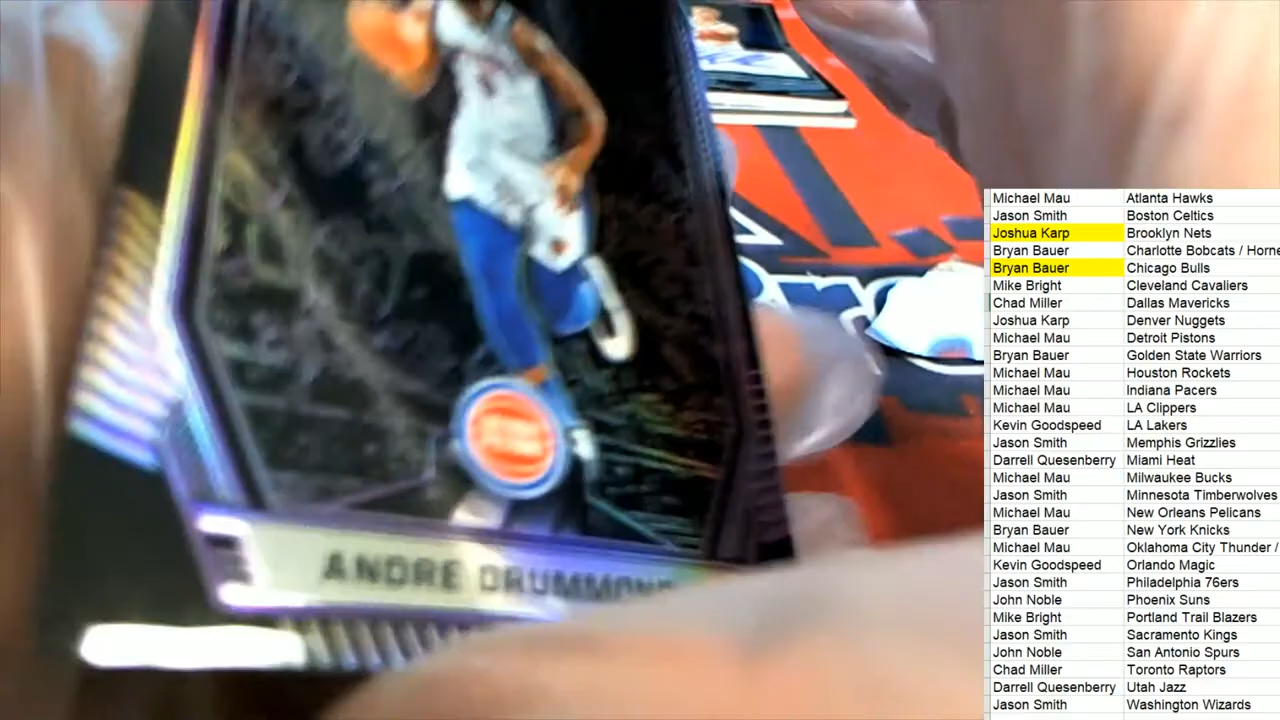 ANDRE DRUMMOND
Michael Mau Atlanta Hawks
Jason Smith Boston Celtics
Joshua Karp Brooklyn Nets
Bryan Bauer Charlotte Bobcats / Horne
Bryan Bauer Chicago Bulls
Mike Bright Cleveland Cavaliers
Chad Miller Dallas Mavericks
Joshua Karp Denver Nuggets
Michael Mau Detroit Pistons
Bryan Bauer Golden State Warriors
Michael Mau Houston Rockets
Michael Mau Indiana Pacers
Michael Mau LA Clippers
Kevin Goodspeed LA Lakers
Jason Smith Memphis Grizzlies
Darrell Quesenberry Miami Heat
Michael Mau Milwaukee Bucks
Jason Smith Minnesota Timberwolves
Michael Mau New Orleans Pelicans
Bryan Bauer New York Knicks
Michael Mau Oklahoma City Thunder /
Kevin Goodspeed Orlando Magic
Jason Smith Philadelphia 76ers
John Noble Phoenix Suns
Mike Bright Portland Trail Blazers
Jason Smith Sacramento Kings
John Noble San Antonio Spurs
Chad Miller Toronto Raptors
Darrell Quesenberry Utah Jazz
Jason Smith Washington Wizards